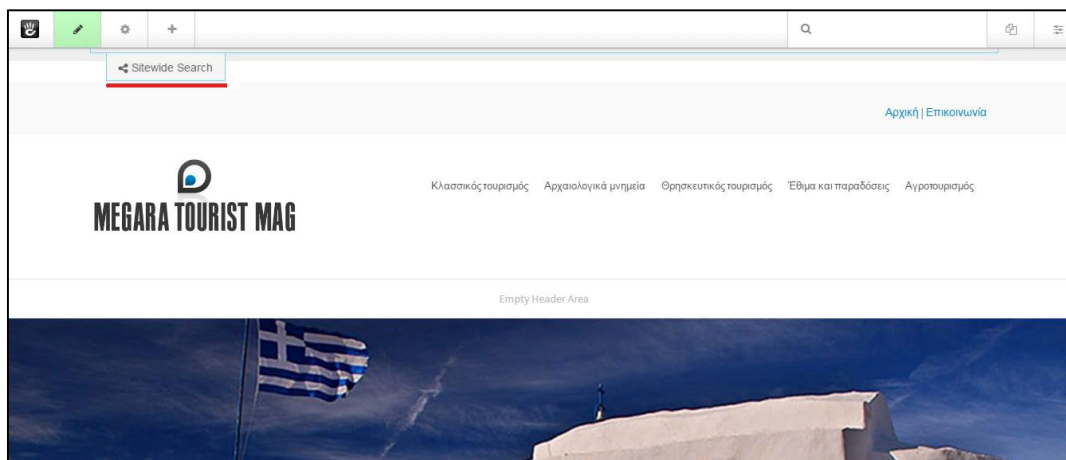 Sitewide Search
Αρχική | Επικοινωνία
Κλασσικός τουρισμός Αρχαιολογικά μνημεία Θρησκευτικός τουρισμός Έθιμα και παραδόσεις Αγροτουρισμός
MEGARA TOURIST MAG
Empty Header Area